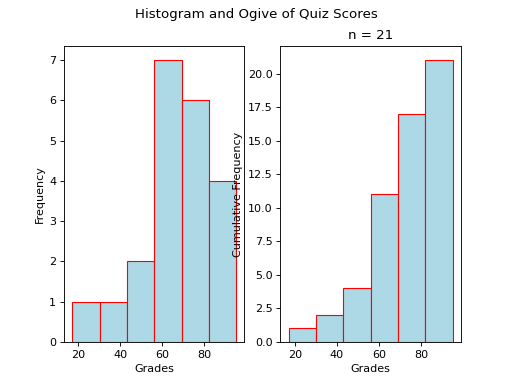 Histogram and Ogive of Quiz Scores
n = 21
7
6
5
4
3
2
1
0
Frequency
20 40 60 80
Grades
20.0
17.5
15.0
12.5
10.0
7.5
5.0
2.5
0.0
Cumulative Frequency
20 40 60 80
Grades